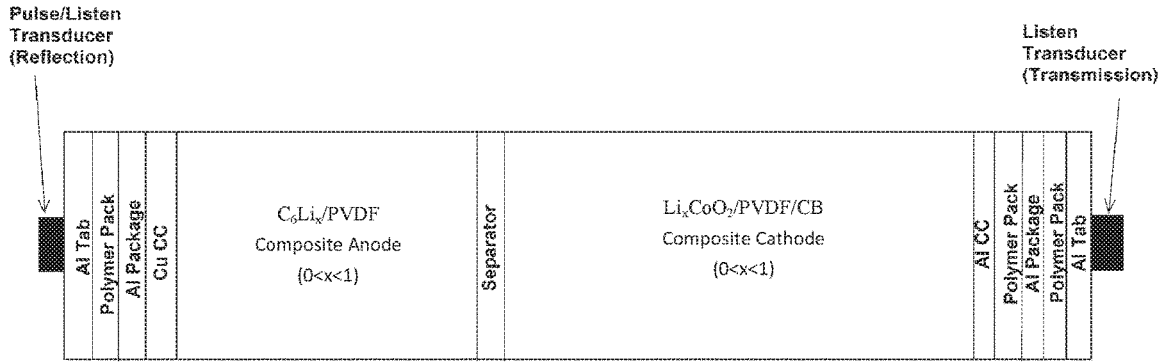 Pulse/Listen
Transducer
(Reflection)
Listen
Transducer
(Transmission)
Al Tab
Polymer Pack
Al Package
Cu CC
C₆Liₓ/PVDF
Composite Anode
(0<x<1)
Separator
LiₓCoO₂/PVDF/CB
Composite Cathode
(0<x<1)
Al CC
Polymer Pack
Al Package
Polymer Pack
Al Tab